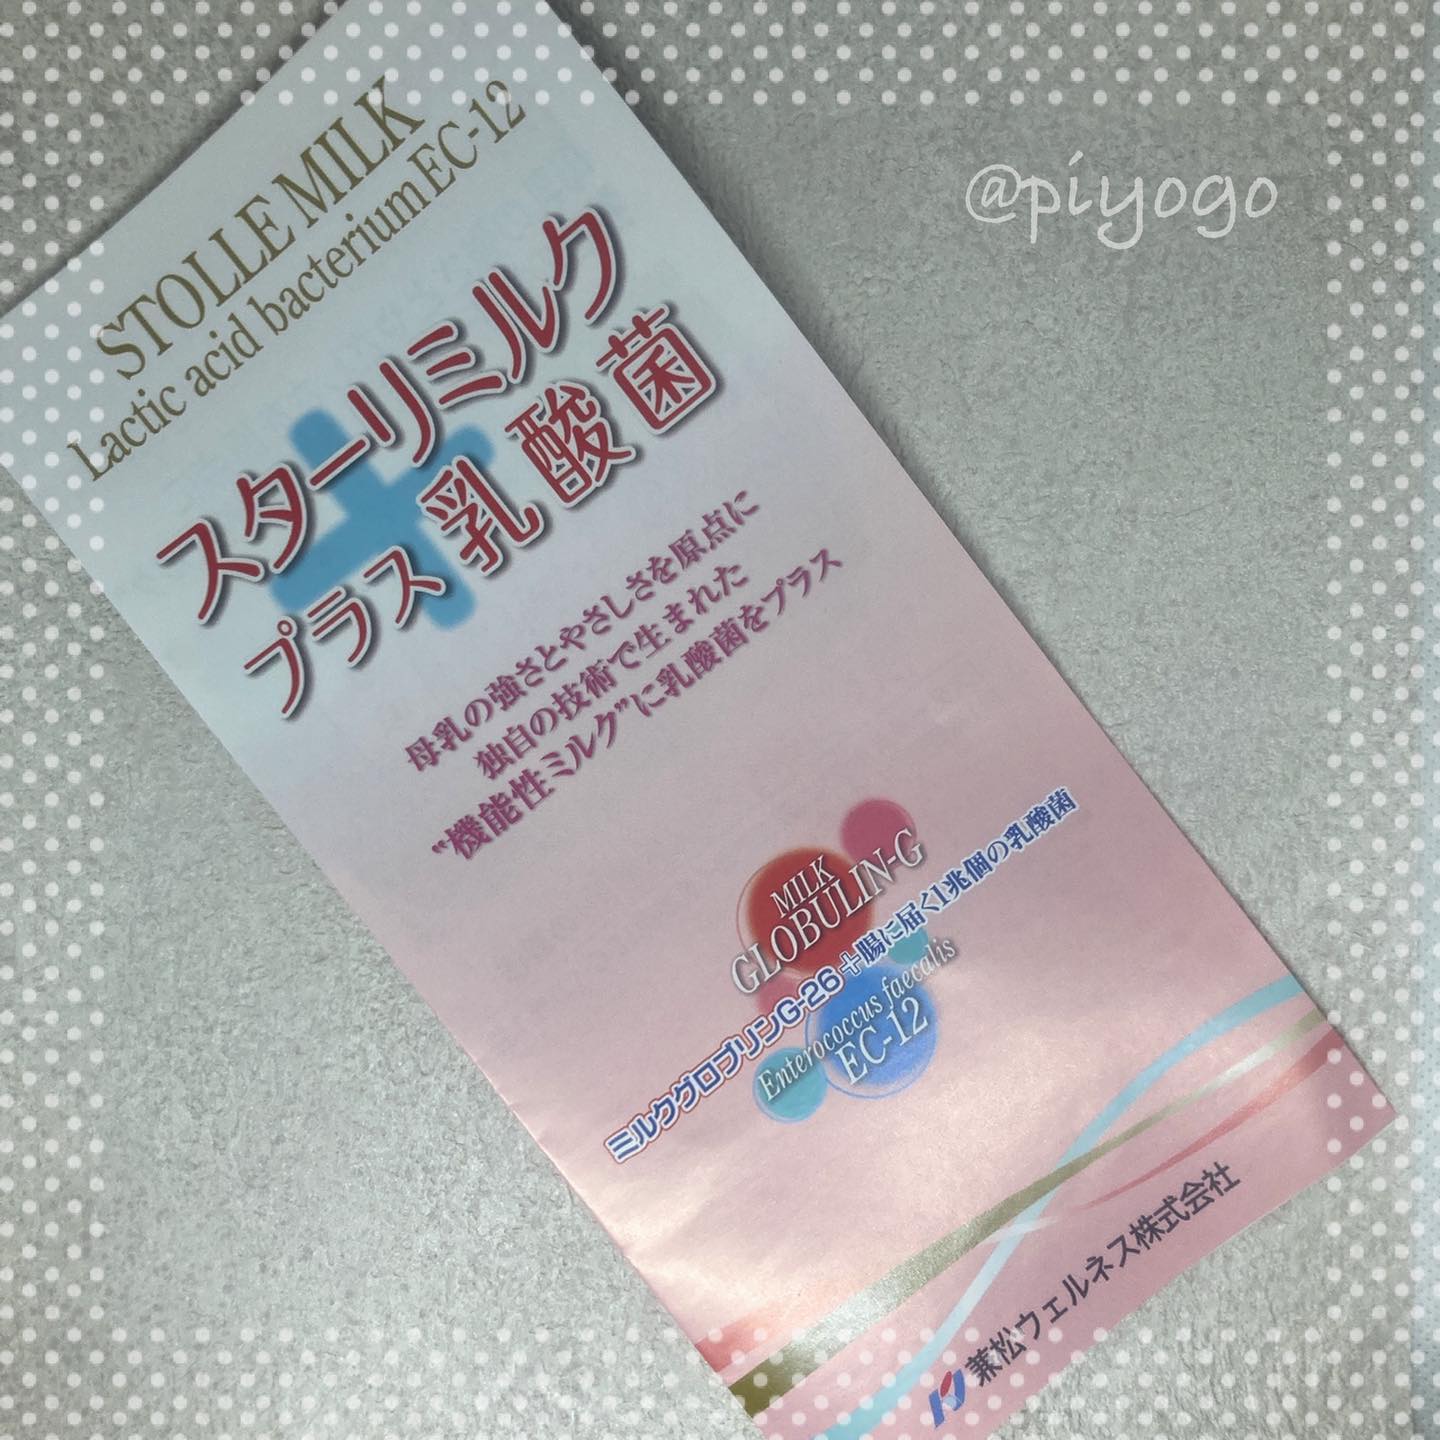 @piyogo
STOLLE MILK
Lactic acid bacterium EC-12
スターリミルク
プラス乳酸菌
母乳の強さとやさしさを原点に
独自の技術で生まれた
“機能性ミルク”に乳酸菌をプラス
MILK
GLOBULIN-G
ミルクグロブリンG-26+腸に届く1兆個の乳酸菌
Enterococcus faecalis
EC-12
兼松ウェルネス株式会社